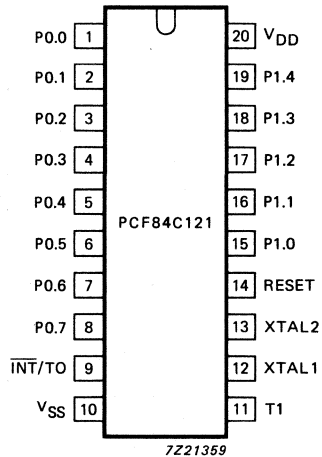 P0.0 1 20 VDD
P0.1 2 19 P1.4
P0.2 3 18 P1.3
P0.3 4 17 P1.2
P0.4 5 16 P1.1
PCF84C121
P0.5 6 15 P1.0
P0.6 7 14 RESET
P0.7 8 13 XTAL2
INT/TO 9 12 XTAL1
VSS 10 11 T1
7Z21359